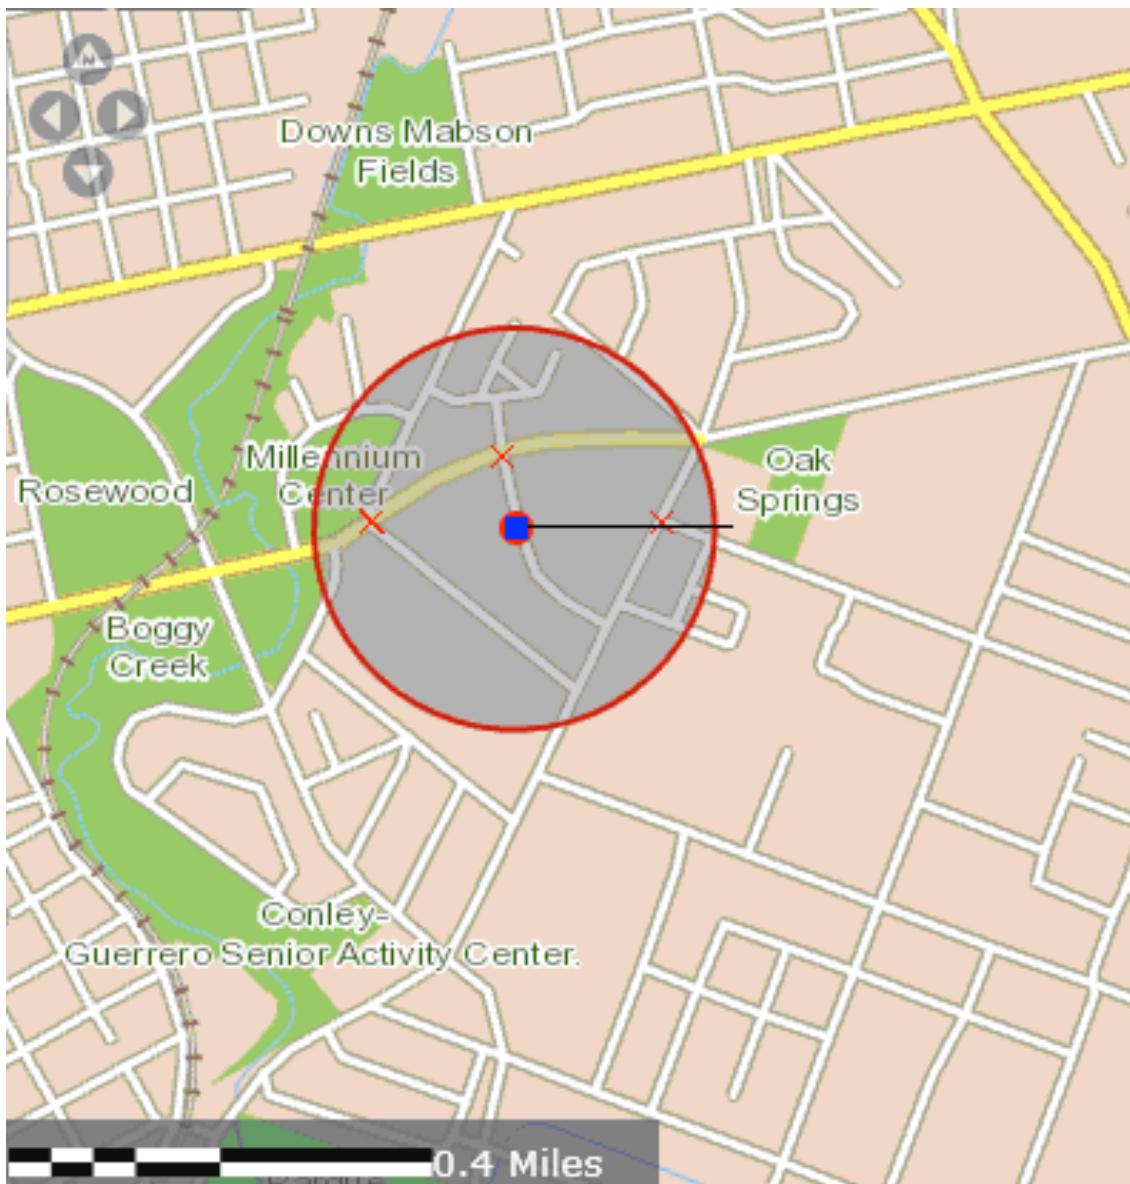 N
Downs Mabson
Fields
Millennium
Center
Oak
Springs
Rosewood
Boggy
Creek
Conley-
Guerrero Senior Activity Center.
0.4 Miles